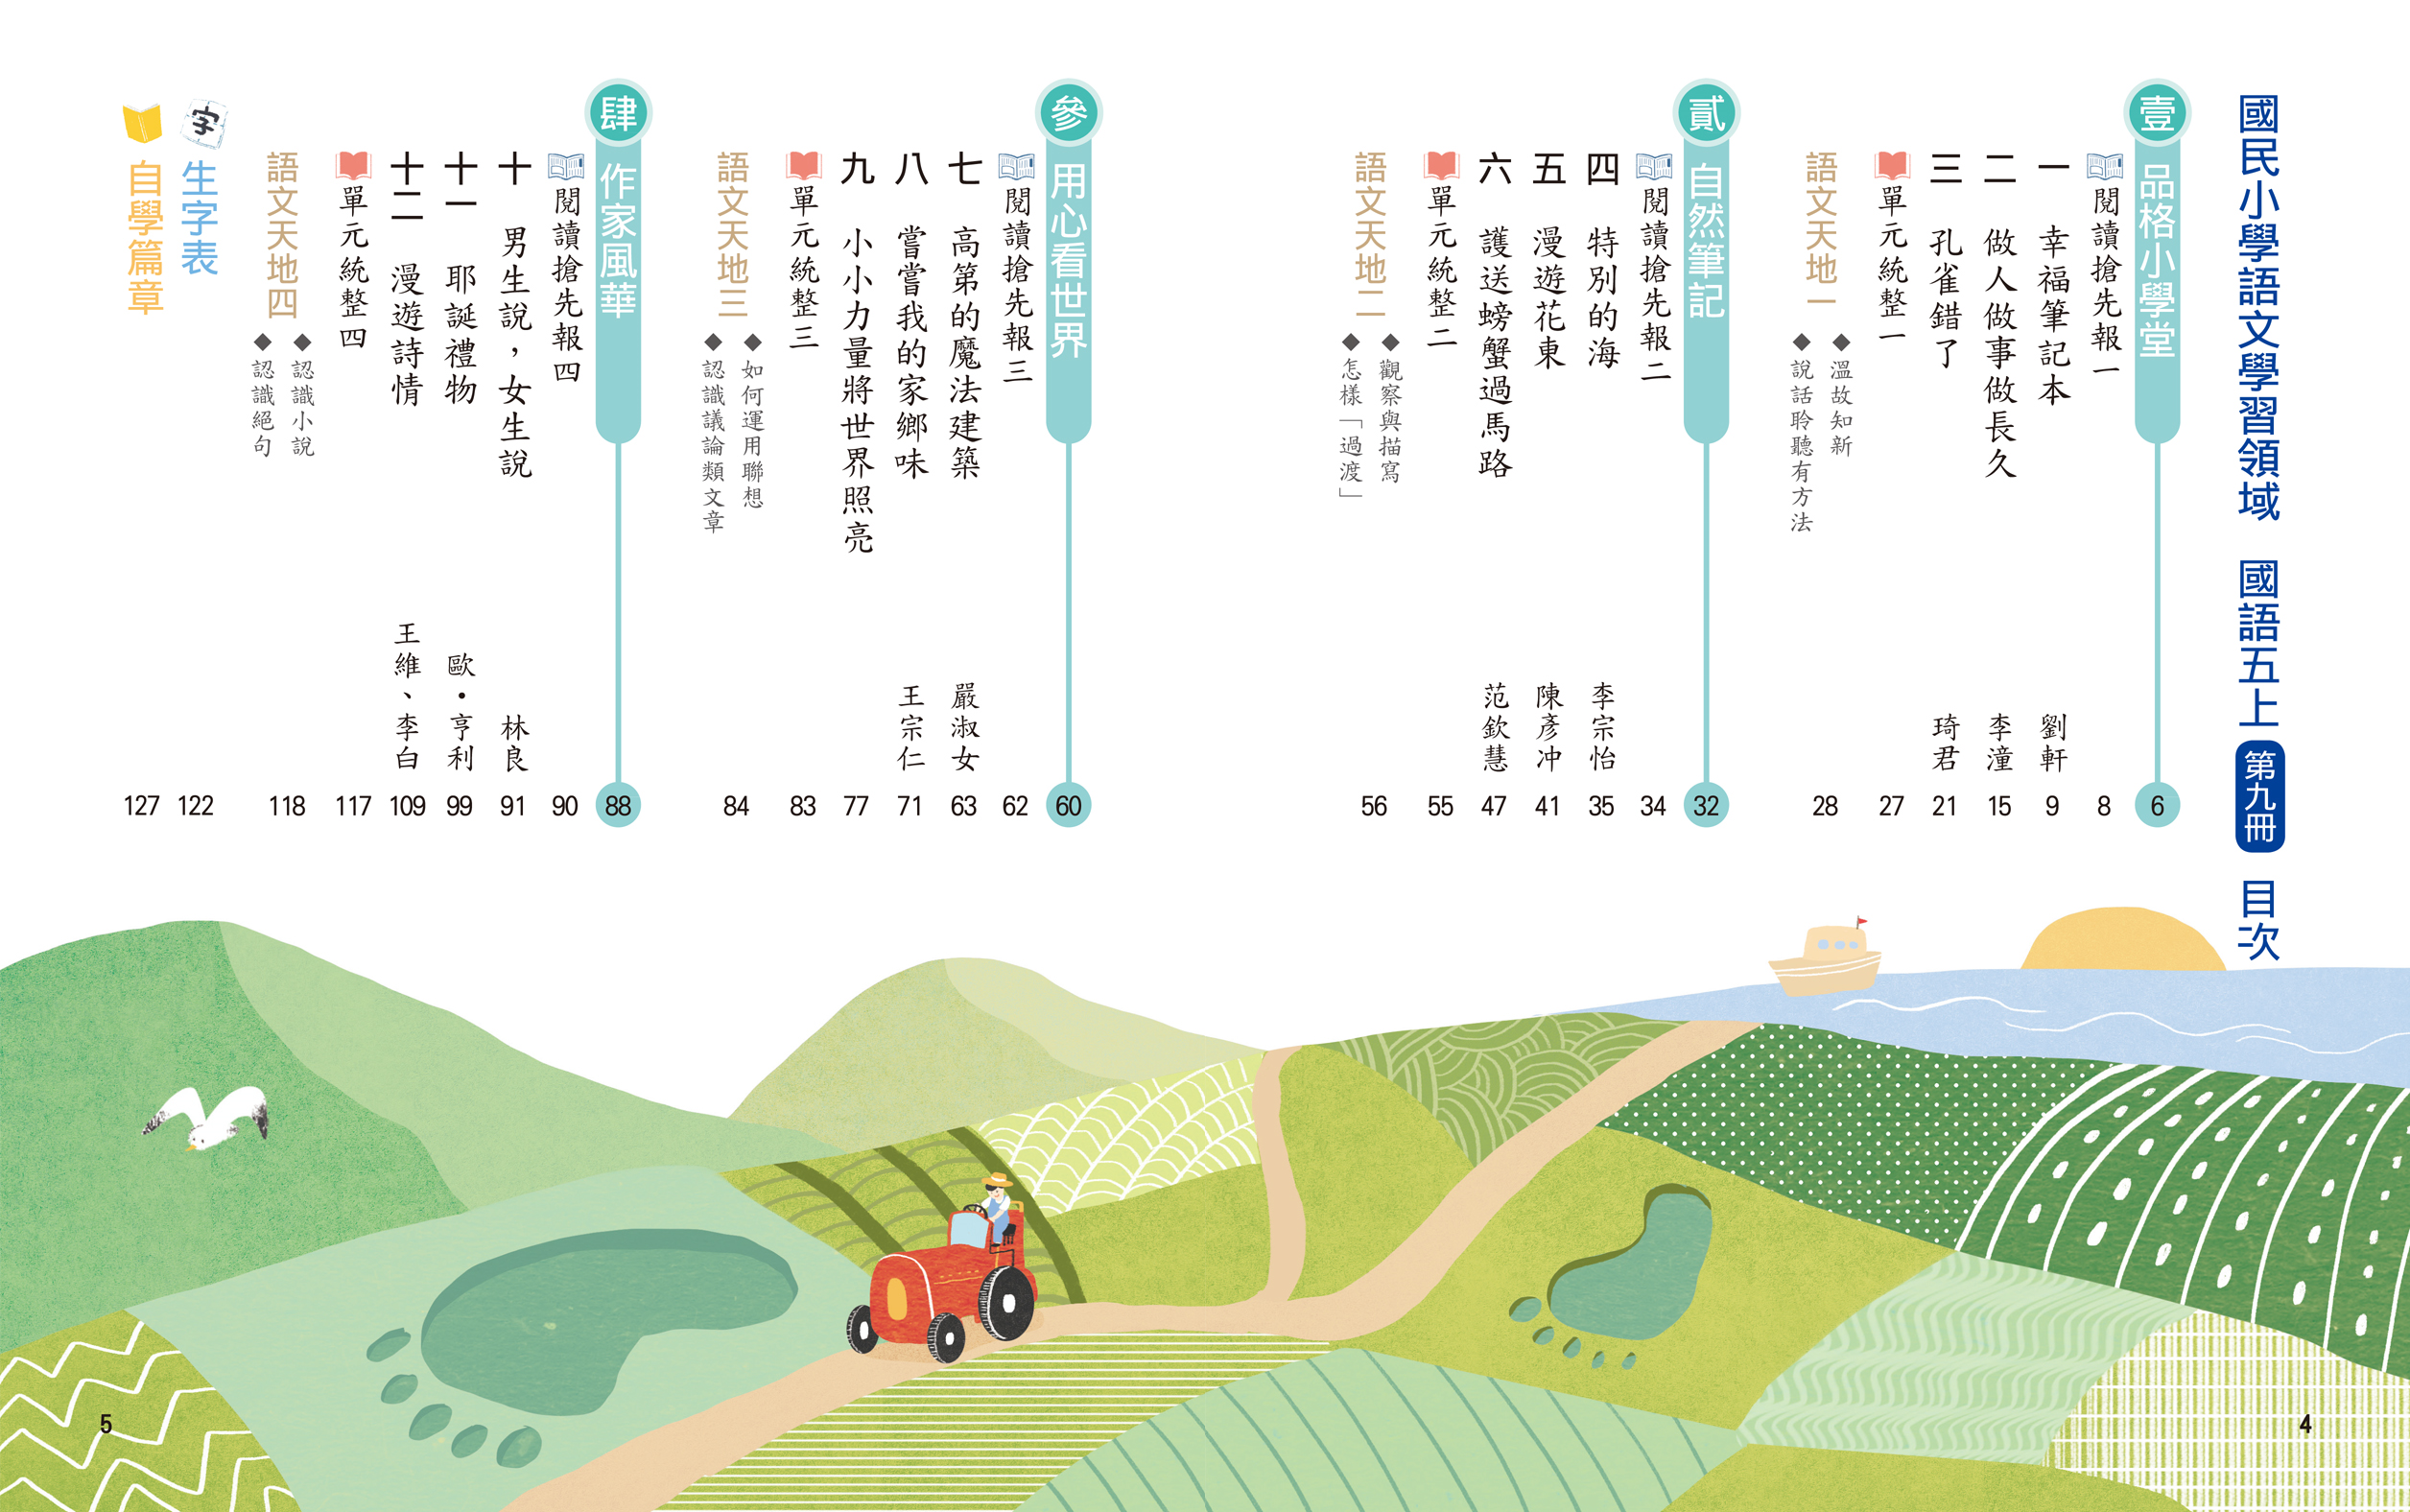 國民小學語文學習領域　國語五上 第九冊 目次
壹 品格小學堂 6
閱讀搶先報一 8
一 幸福筆記本 劉軒 9
二 做人做事做長久 李潼 15
三 孔雀錯了 琦君 21
單元統整一 27
語文天地一 28
◆溫故知新
◆說話聆聽有方法
貳 自然筆記 32
閱讀搶先報二 34
四 特別的海 李宗怡 35
五 漫遊花東 陳彥冲 41
六 護送螃蟹過馬路 范欽慧 47
單元統整二 55
語文天地二 56
◆觀察與描寫
◆怎樣「過渡」
參 用心看世界 60
閱讀搶先報三 62
七 高第的魔法建築 嚴淑女 63
八 嘗嘗我的家鄉味 王宗仁 71
九 小小力量將世界照亮 77
單元統整三 83
語文天地三 84
◆如何運用聯想
◆認識議論類文章
肆 作家風華 88
閱讀搶先報四 90
十 男生說，女生說 林良 91
十一 耶誕禮物 歐・亨利 99
十二 漫遊詩情 王維、李白 109
單元統整四 117
語文天地四 118
◆認識小說
◆認識絕句
字 生字表 122
自學篇章 127
4
5